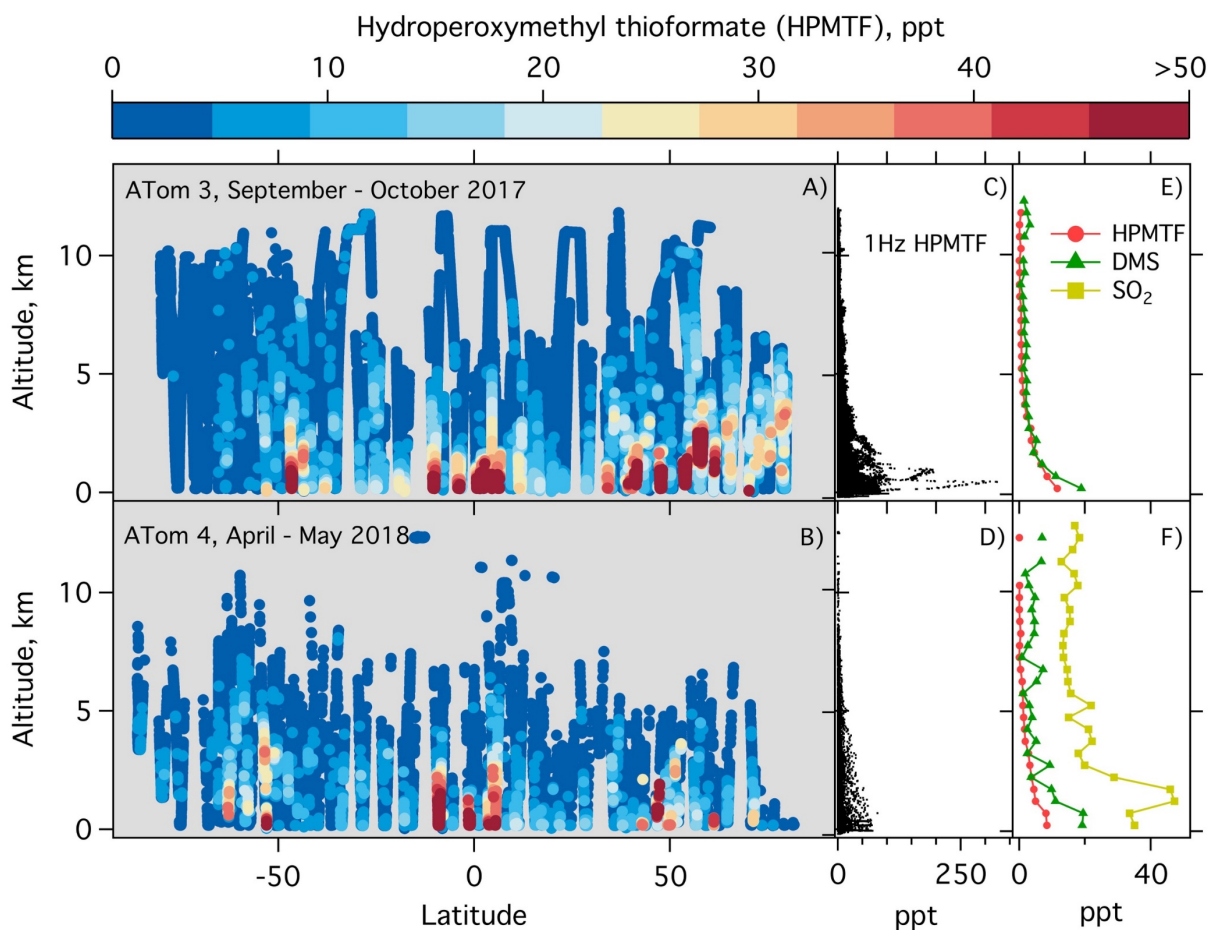 Hydroperoxymethyl thioformate (HPMTF), ppt
0 10 20 30 40 >50
ATom 3, September - October 2017 A) C) E)
1Hz HPMTF
HPMTF
DMS
SO₂
10
5
0
Altitude, km
ATom 4, April - May 2018 B) D) F)
10
5
0
Altitude, km
-50 0 50 0 250 0 40
Latitude ppt ppt